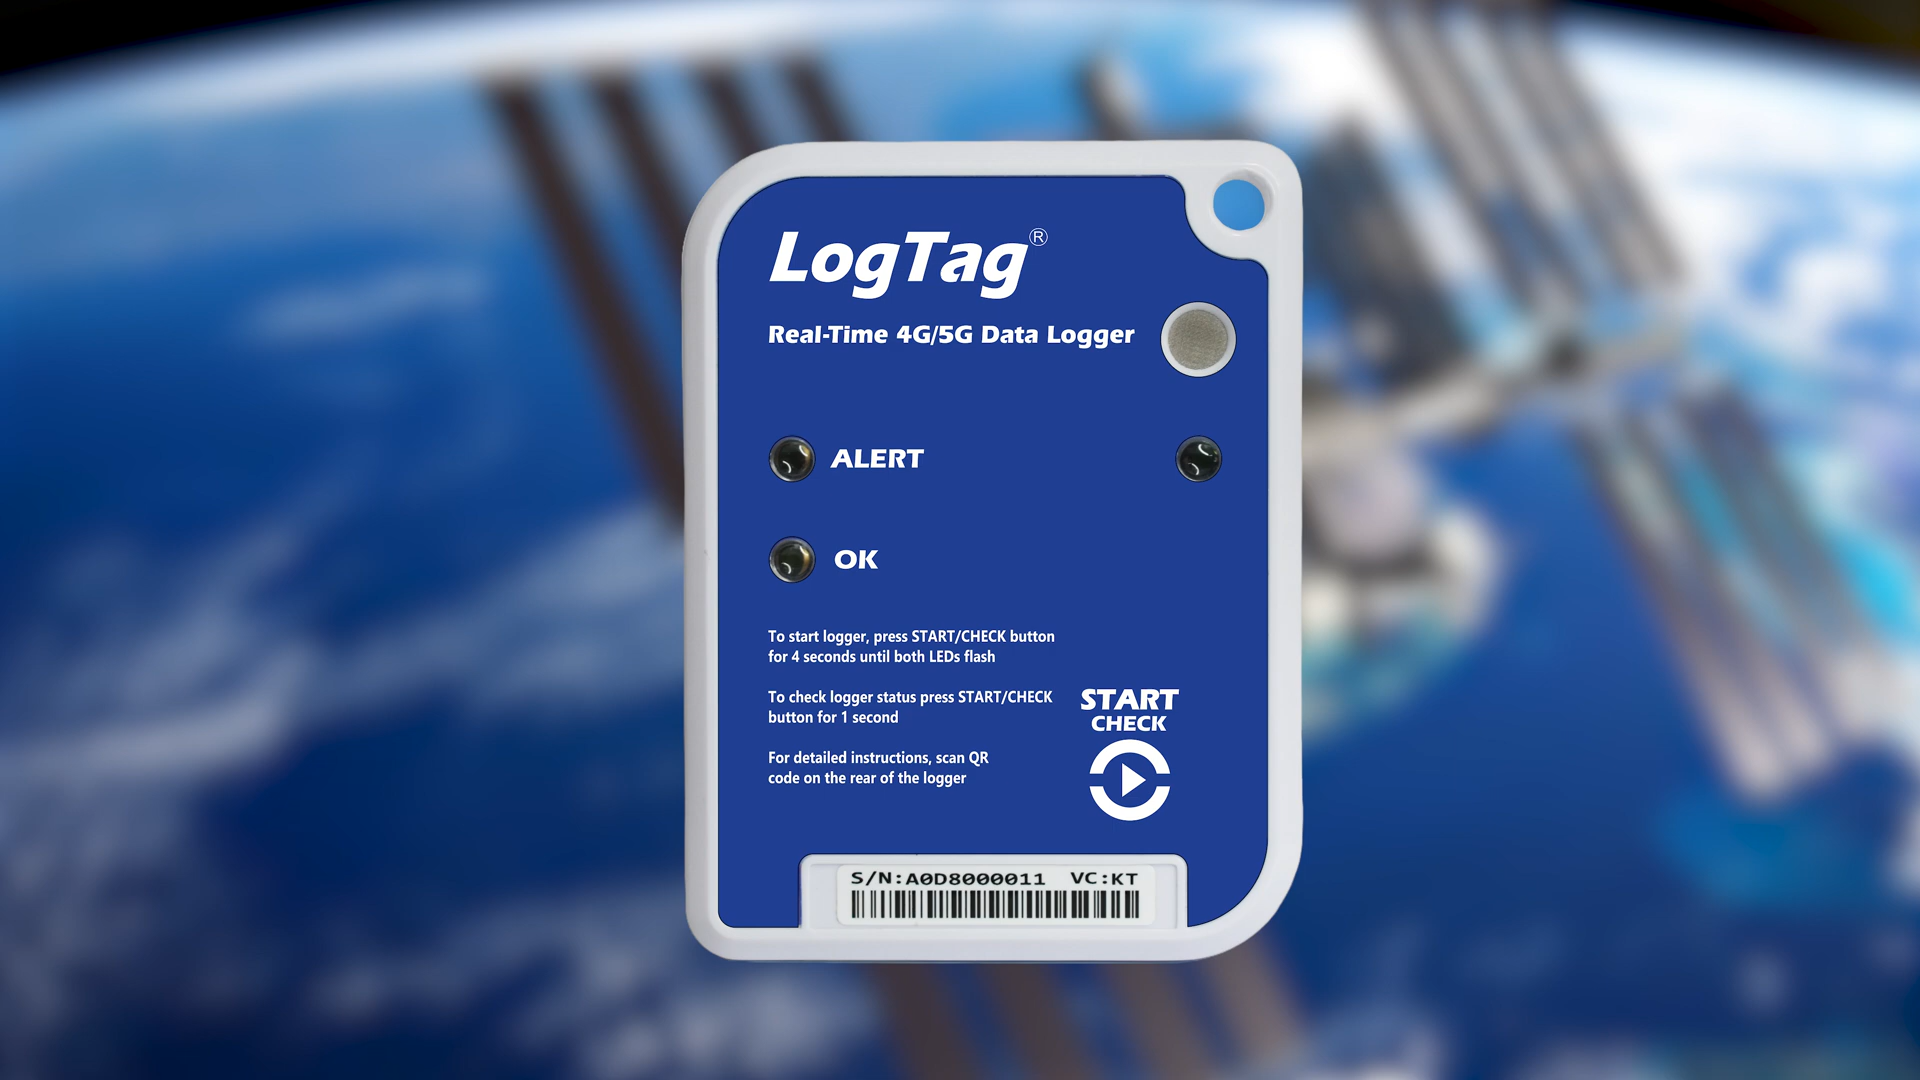 LogTag®
Real-Time 4G/5G Data Logger
ALERT
OK
To start logger, press START/CHECK button
for 4 seconds until both LEDs flash
To check logger status press START/CHECK
button for 1 second
For detailed instructions, scan QR
code on the rear of the logger
START
CHECK
S/N:A0D8000011 VC:KT